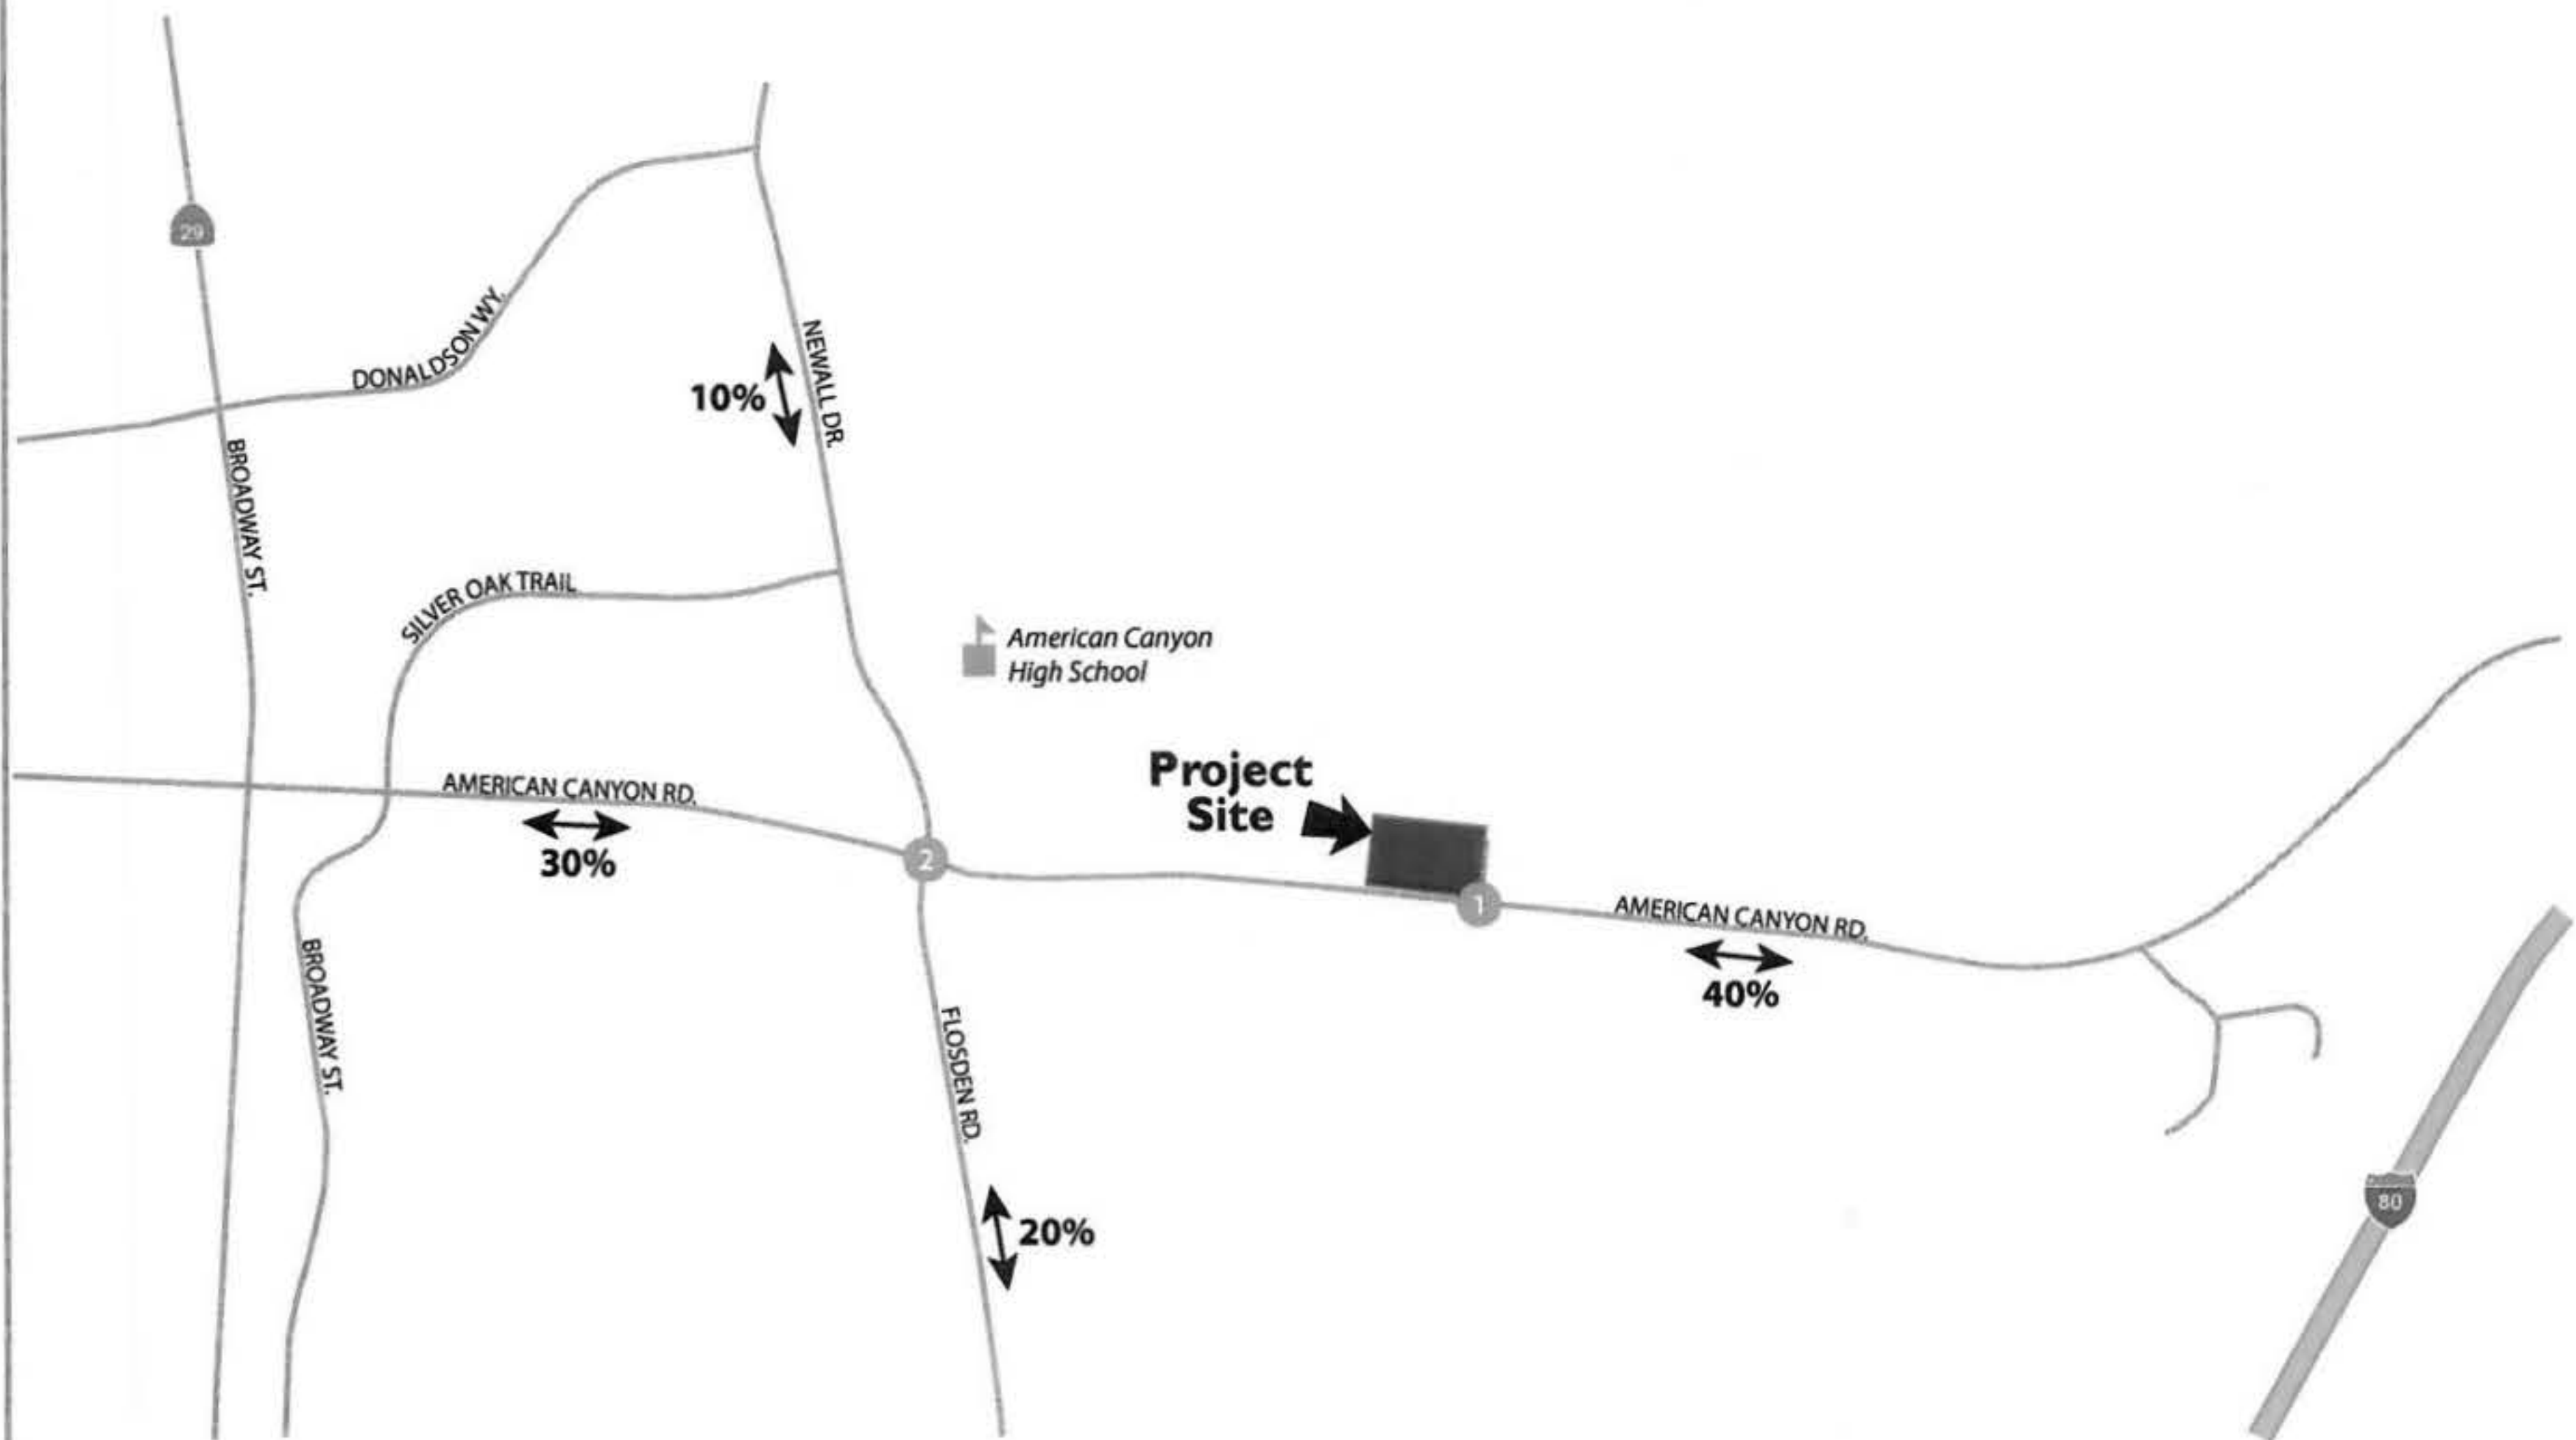 29
DONALDSON WY.
NEWALL DR.
10%
BROADWAY ST.
SILVER OAK TRAIL
American Canyon
High School
Project
Site
AMERICAN CANYON RD.
30%
2
1
AMERICAN CANYON RD.
40%
BROADWAY ST.
FLOSDEN RD.
20%
80